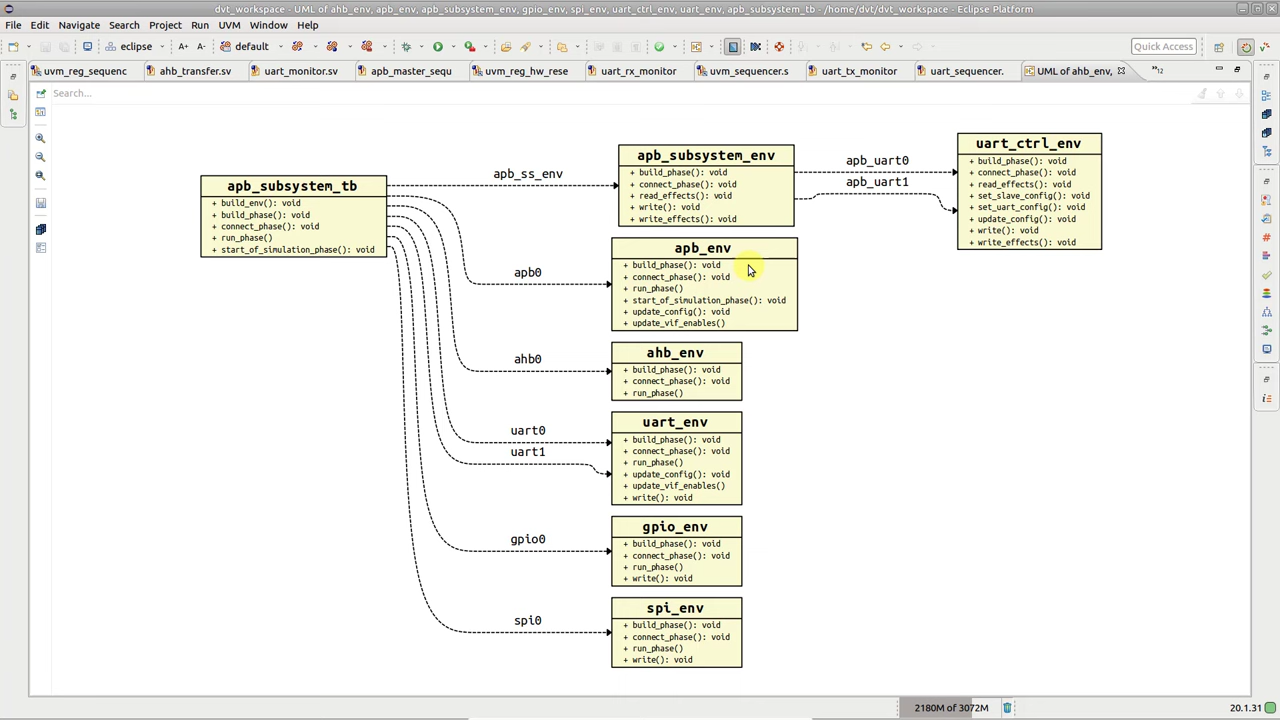 dvt_workspace - UML of ahb_env, apb_env, apb_subsystem_env, gpio_env, spi_env, uart_ctrl_env, uart_env, apb_subsystem_tb - /home/dvt/dvt_workspace - Eclipse Platform
File Edit Navigate Search Project Run UVM Window Help
eclipse A+ A- default Quick Access
uvm_reg_sequenc ahb_transfer.sv uart_monitor.sv apb_master_sequ uvm_reg_hw_rese uart_rx_monitor uvm_sequencer.s uart_tx_monitor uart_sequencer. UML of ahb_env, »12
Search...
apb_subsystem_tb
+ build_env(): void
+ build_phase(): void
+ connect_phase(): void
+ run_phase()
+ start_of_simulation_phase(): void
apb_ss_env
apb0
ahb0
uart0
uart1
gpio0
spi0
apb_subsystem_env
+ build_phase(): void
+ connect_phase(): void
+ read_effects(): void
+ write(): void
+ write_effects(): void
apb_uart0
apb_uart1
uart_ctrl_env
+ build_phase(): void
+ connect_phase(): void
+ read_effects(): void
+ set_slave_config(): void
+ set_uart_config(): void
+ update_config(): void
+ write(): void
+ write_effects(): void
apb_env
+ build_phase(): void
+ connect_phase(): void
+ run_phase()
+ start_of_simulation_phase(): void
+ update_config(): void
+ update_vif_enables()
ahb_env
+ build_phase(): void
+ connect_phase(): void
+ run_phase()
uart_env
+ build_phase(): void
+ connect_phase(): void
+ run_phase()
+ update_config(): void
+ update_vif_enables()
+ write(): void
gpio_env
+ build_phase(): void
+ connect_phase(): void
+ run_phase()
+ write(): void
spi_env
+ build_phase(): void
+ connect_phase(): void
+ run_phase()
+ write(): void
2180M of 3072M 20.1.31